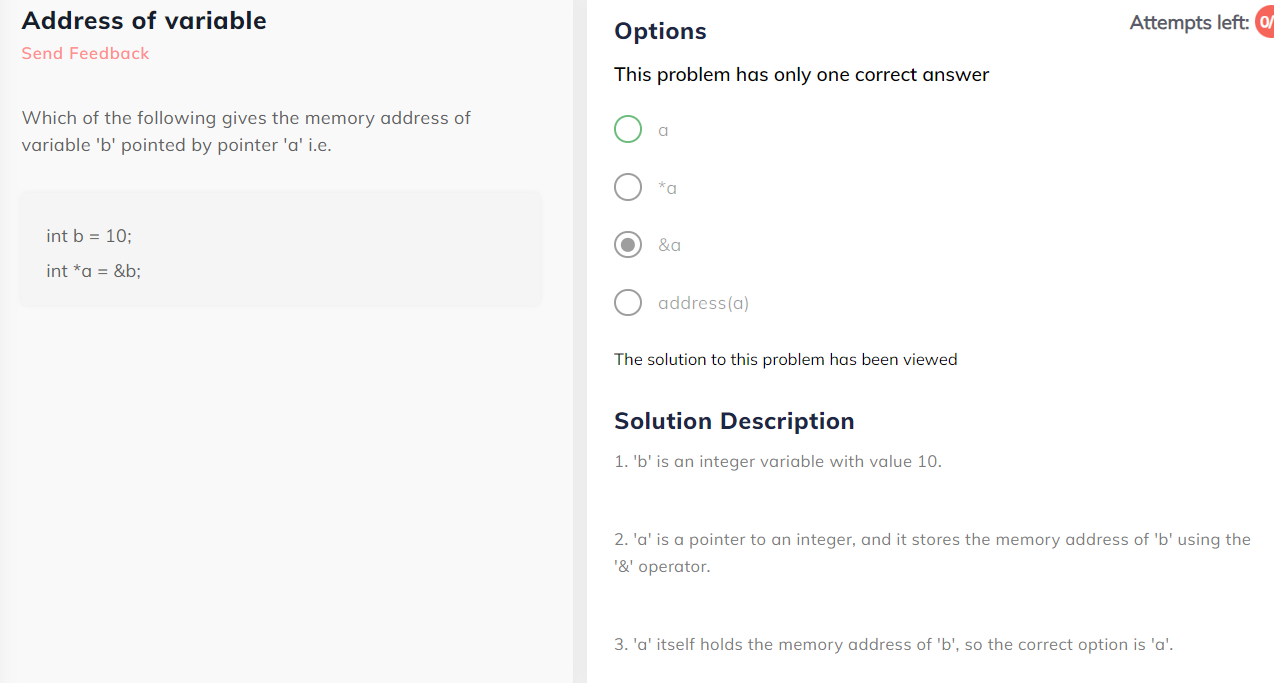 Address of variable
Send Feedback
Which of the following gives the memory address of
variable 'b' pointed by pointer 'a' i.e.
int b = 10;
int *a = &b;
Options
Attempts left: 0/
This problem has only one correct answer
a
*a
&a
address(a)
The solution to this problem has been viewed
Solution Description
1. 'b' is an integer variable with value 10.
2. 'a' is a pointer to an integer, and it stores the memory address of 'b' using the
'&' operator.
3. 'a' itself holds the memory address of 'b', so the correct option is 'a'.